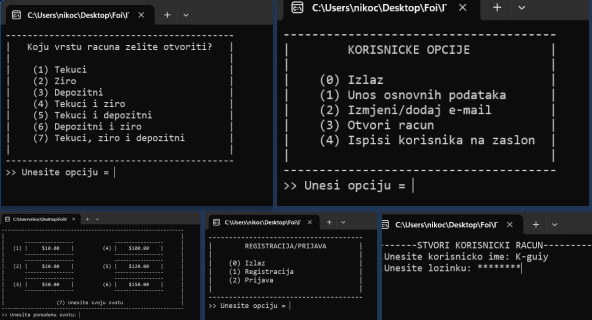 C:\Users\nikoc\Desktop\Foi\I
Koju vrstu racuna zelite otvoriti?
(1) Tekuci
(2) Ziro
(3) Depozitni
(4) Tekuci i ziro
(5) Tekuci i depozitni
(6) Depozitni i ziro
(7) Tekuci, ziro i depozitni
>> Unesite opciju =
C:\Users\nikoc\Desktop\Foi\I
KORISNICKE OPCIJE
(0) Izlaz
(1) Unos osnovnih podataka
(2) Izmjeni/dodaj e-mail
(3) Otvori racun
(4) Ispisi korisnika na zaslon
>> Unesi opciju =
C:\Users\nikoc\Desktop\Foi\I
(1) | $10.00 | (4) | $100.00 |
(2) | $20.00 | (5) | $120.00 |
(3) | $50.00 | (6) | $150.00 |
(7) Unesite svoju svotu
>> Unesite ponudenu svotu:
C:\Users\nikoc\Desktop\Foi\I
REGISTRACIJA/PRIJAVA
(0) Izlaz
(1) Registracija
(2) Prijava
>> Unesite opciju =
C:\Users\nikoc\Desktop\Foi\I
-------STVORI KORISNICKI RACUN----------
Unesite korisnicko ime: K-guiy
Unesite lozinku: ********